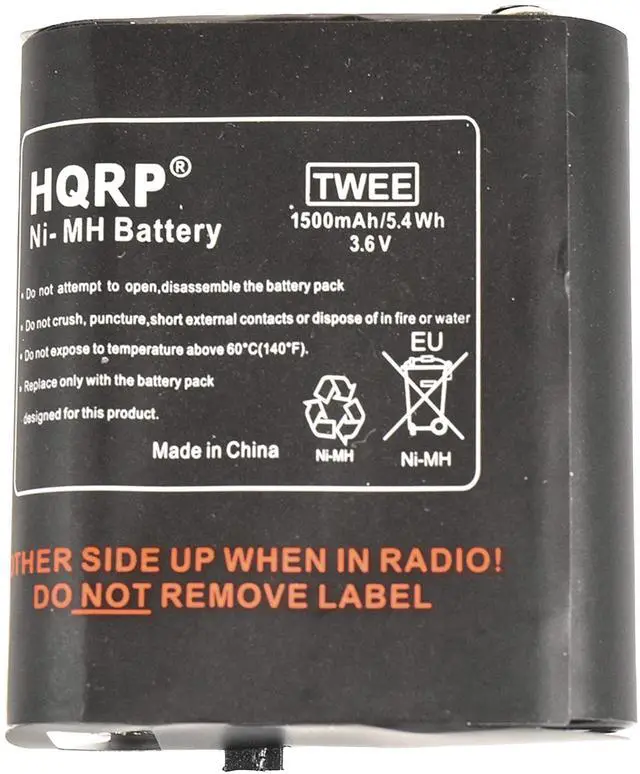 HQRP®
Ni-MH Battery
TWEE
1500mAh/5.4Wh
3.6V
Do not attempt to open,disassemble the battery pack
Do not crush, puncture,short external contacts or dispose of in fire or water
Do not expose to temperature above 60°C(140°F).
Replace only with the battery pack
designed for this product.
EU
Made in China
Ni-MH
Ni-MH
OTHER SIDE UP WHEN IN RADIO!
DO NOT REMOVE LABEL